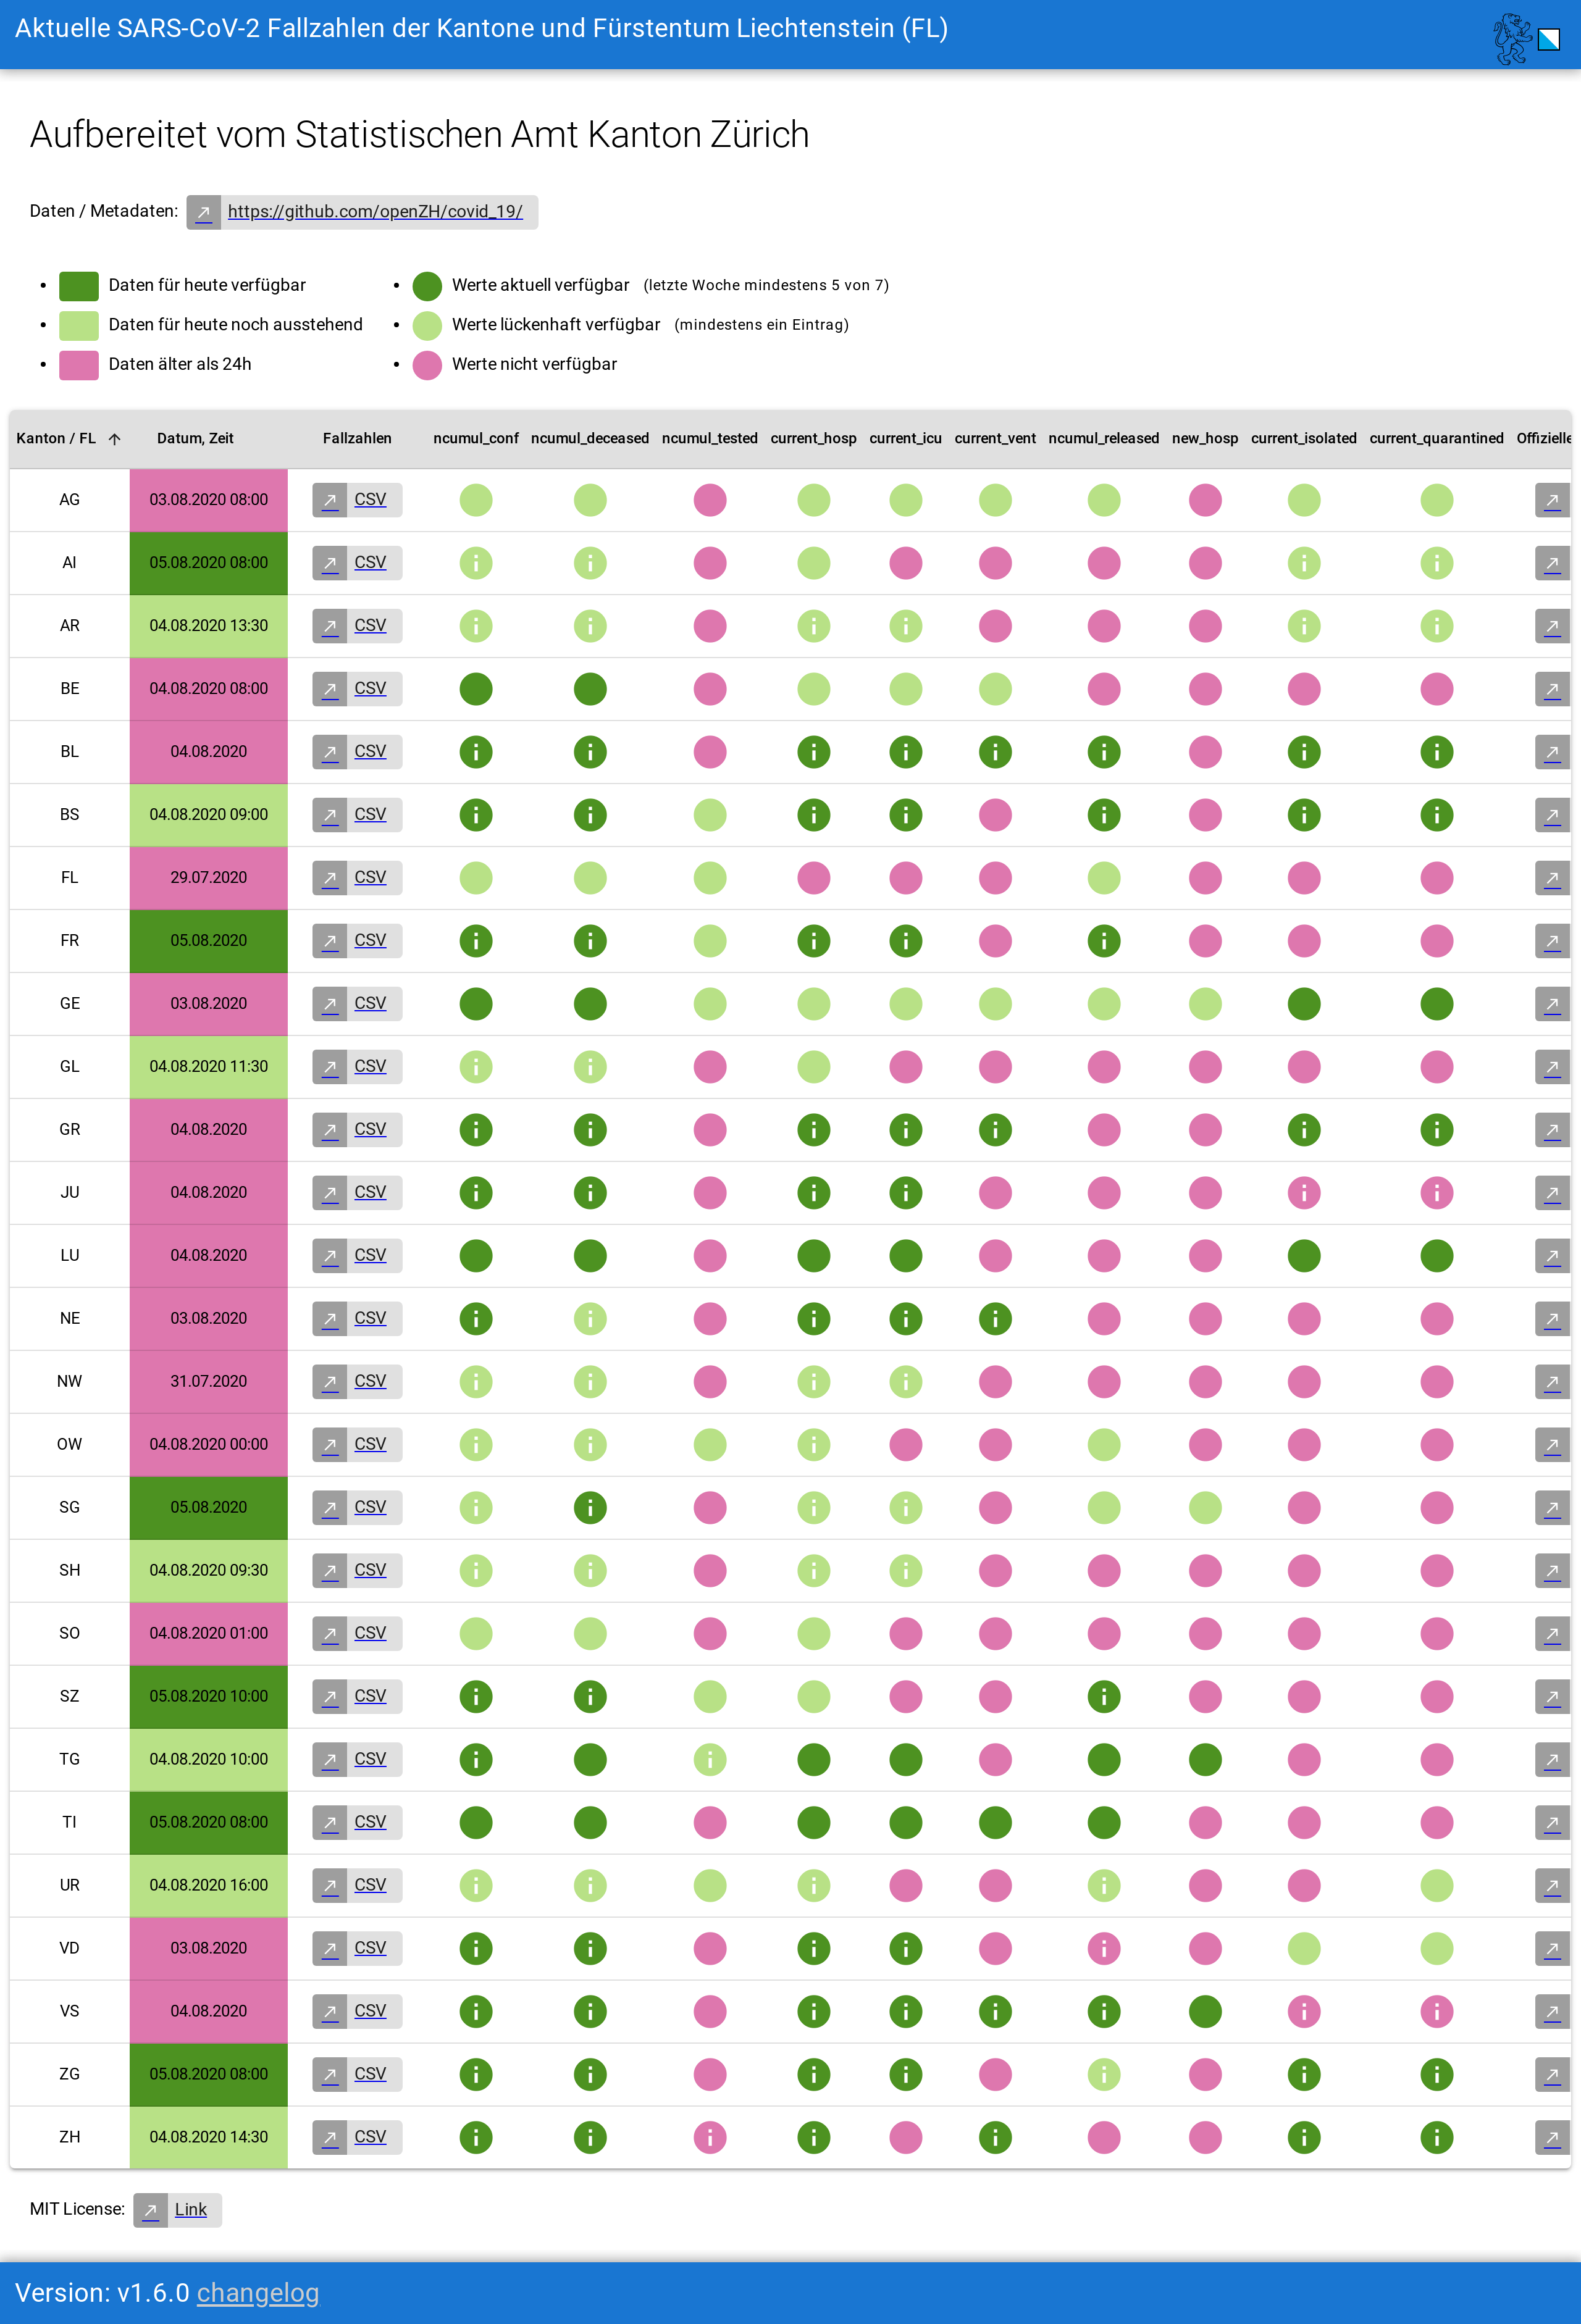 Aktuelle SARS-CoV-2 Fallzahlen der Kantone und Fürstentum Liechtenstein (FL)
Aufbereitet vom Statistischen Amt Kanton Zürich
Daten / Metadaten: https://github.com/openZH/covid_19/
Daten für heute verfügbar
Daten für heute noch ausstehend
Daten älter als 24h
Werte aktuell verfügbar (letzte Woche mindestens 5 von 7)
Werte lückenhaft verfügbar (mindestens ein Eintrag)
Werte nicht verfügbar
Kanton / FL Datum, Zeit Fallzahlen ncumul_conf ncumul_deceased ncumul_tested current_hosp current_icu current_vent ncumul_released new_hosp current_isolated current_quarantined Offizielle
AG 03.08.2020 08:00 CSV
AI 05.08.2020 08:00 CSV
AR 04.08.2020 13:30 CSV
BE 04.08.2020 08:00 CSV
BL 04.08.2020 CSV
BS 04.08.2020 09:00 CSV
FL 29.07.2020 CSV
FR 05.08.2020 CSV
GE 03.08.2020 CSV
GL 04.08.2020 11:30 CSV
GR 04.08.2020 CSV
JU 04.08.2020 CSV
LU 04.08.2020 CSV
NE 03.08.2020 CSV
NW 31.07.2020 CSV
OW 04.08.2020 00:00 CSV
SG 05.08.2020 CSV
SH 04.08.2020 09:30 CSV
SO 04.08.2020 01:00 CSV
SZ 05.08.2020 10:00 CSV
TG 04.08.2020 10:00 CSV
TI 05.08.2020 08:00 CSV
UR 04.08.2020 16:00 CSV
VD 03.08.2020 CSV
VS 04.08.2020 CSV
ZG 05.08.2020 08:00 CSV
ZH 04.08.2020 14:30 CSV
MIT License: Link
Version: v1.6.0 changelog